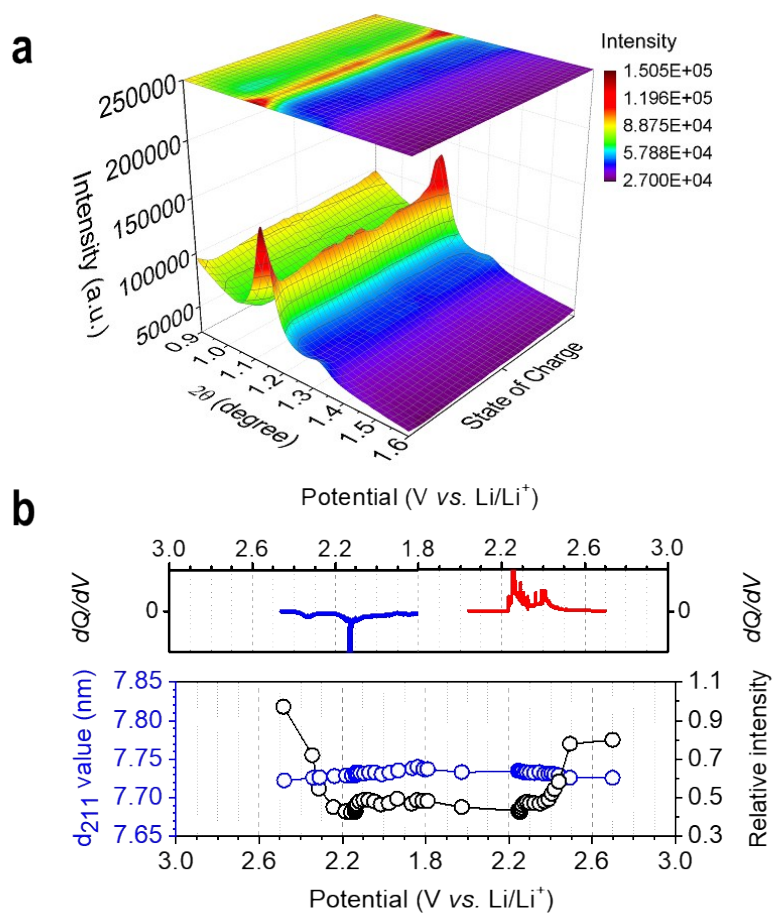 a
Intensity
1.505E+05
1.196E+05
8.875E+04
5.788E+04
2.700E+04
250000
200000
150000
100000
50000
Intensity (a.u.)
0.9
1.0
1.1
1.2
1.3
1.4
1.5
1.6
2θ (degree)
State of Charge
b
Potential (V vs. Li/Li⁺)
3.0 2.6 2.2 1.8 2.2 2.6 3.0
dQ/dV
0
0
dQ/dV
7.85
7.80
7.75
7.70
7.65
d₂₁₁ value (nm)
1.1
0.9
0.7
0.5
0.3
Relative intensity
3.0 2.6 2.2 1.8 2.2 2.6 3.0
Potential (V vs. Li/Li⁺)